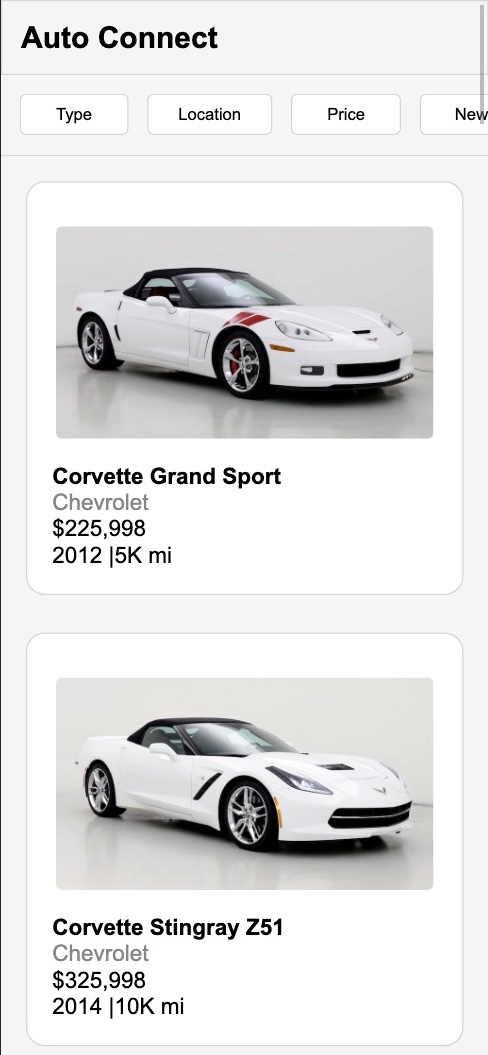 Auto Connect
Type
Location
Price
New
Corvette Grand Sport
Chevrolet
$225,998
2012 |5K mi
Corvette Stingray Z51
Chevrolet
$325,998
2014 |10K mi